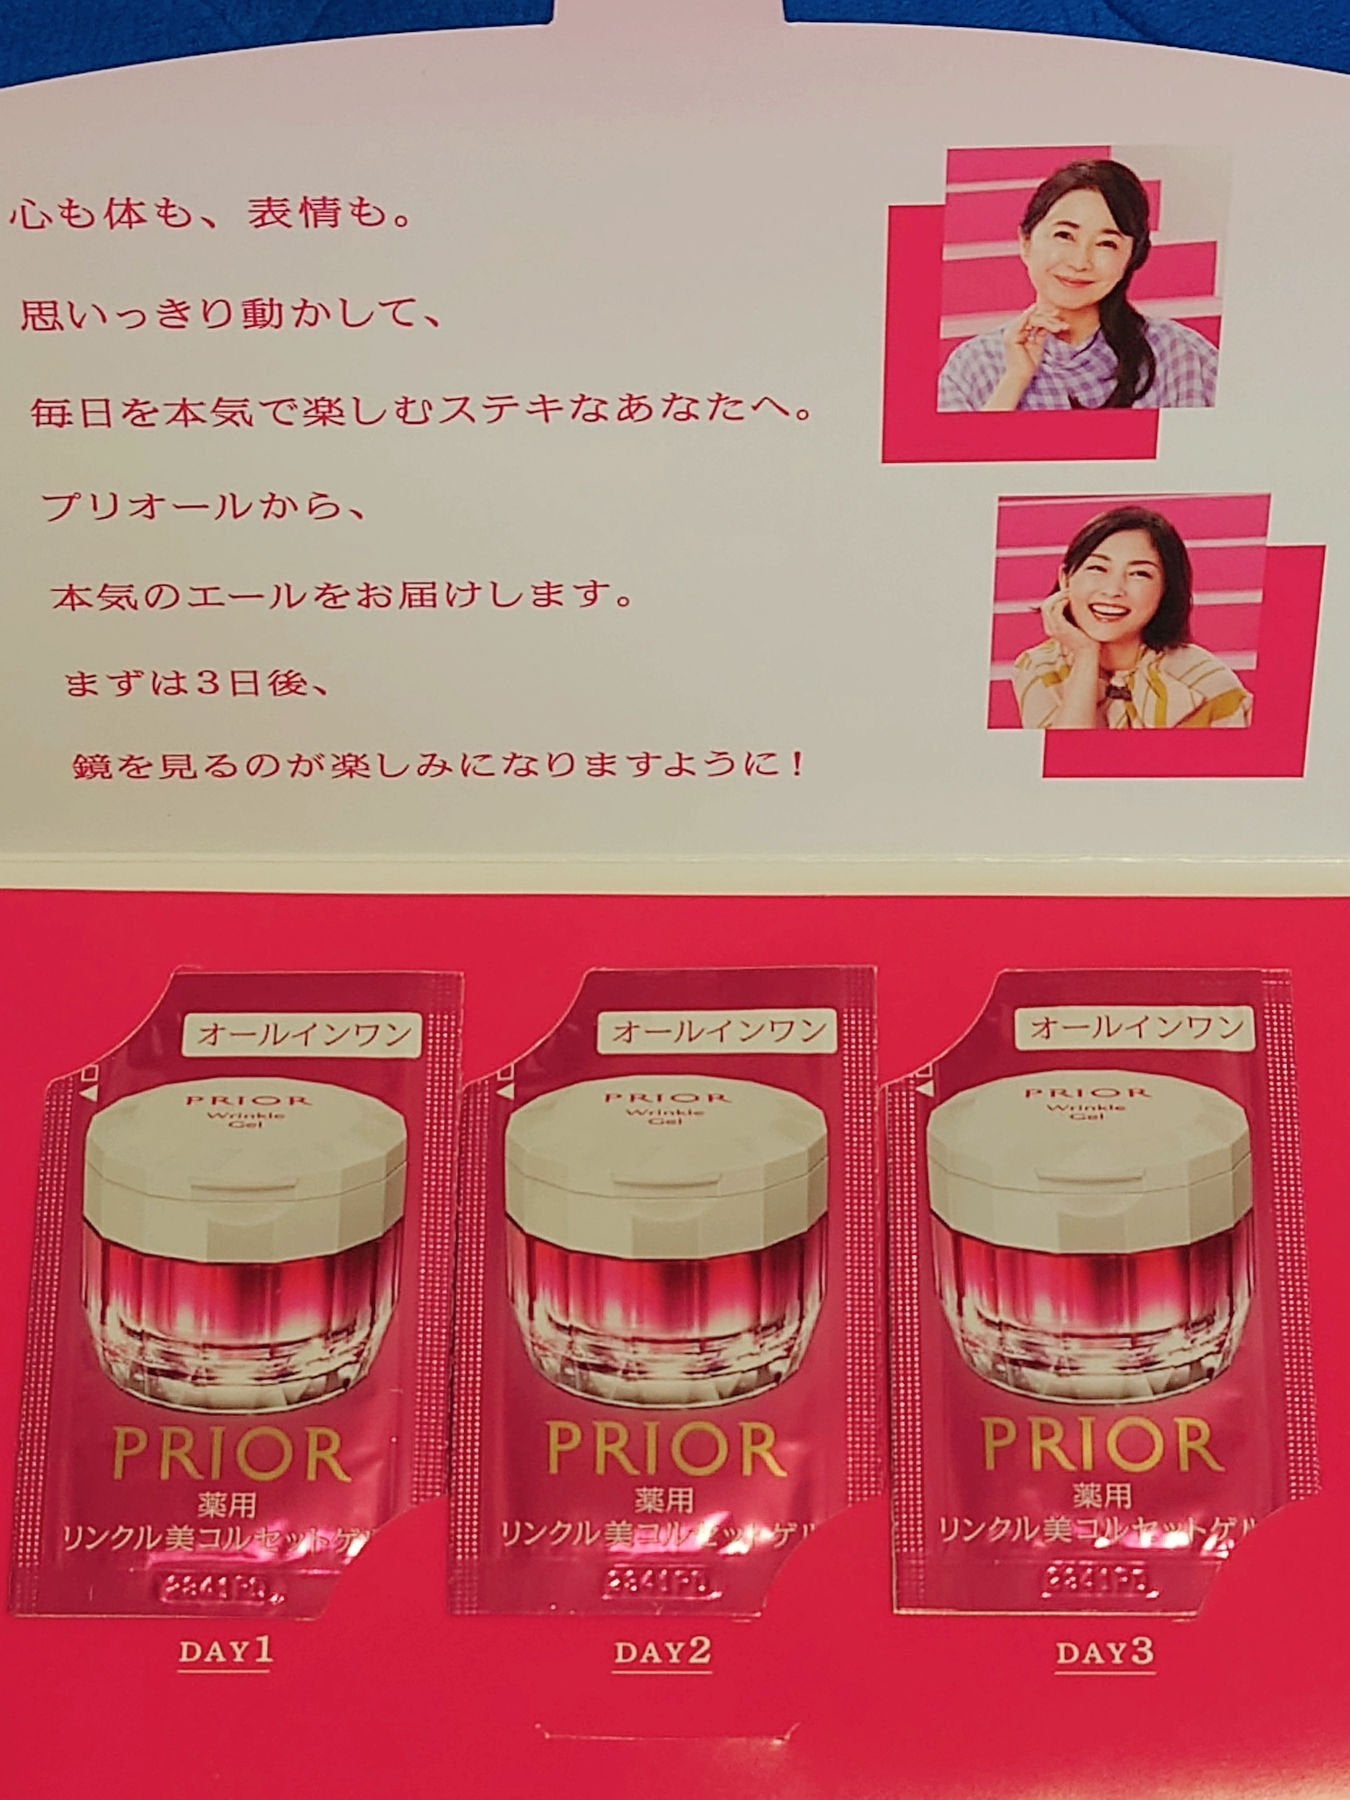 心も体も、表情も。
思いっきり動かして、
毎日を本気で楽しむステキなあなたへ。
プリオールから、
本気のエールをお届けします。
まずは3日後、
鏡を見るのが楽しみになりますように！
オールインワン
PRIOR
Wrinkle
Gel
PRIOR
薬用
リンクル美コルセットゲル
DAY1
オールインワン
PRIOR
Wrinkle
Gel
PRIOR
薬用
リンクル美コルセットゲル
DAY2
オールインワン
PRIOR
Wrinkle
Gel
PRIOR
薬用
リンクル美コルセットゲル
DAY3